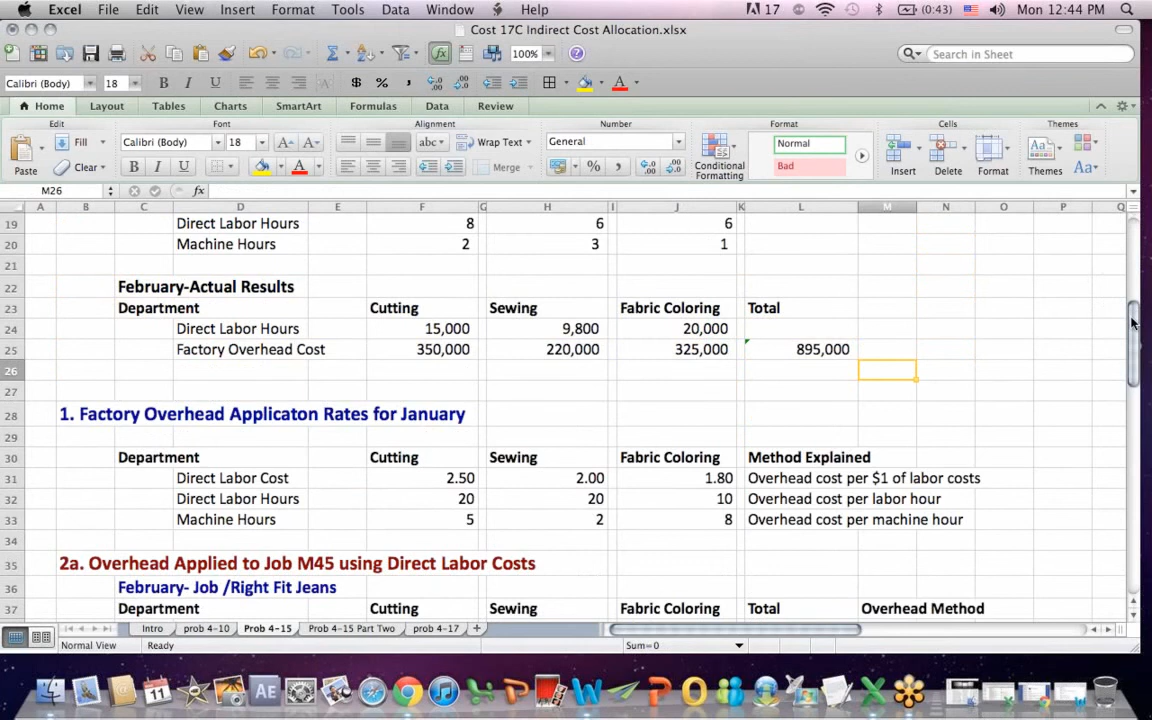 Excel File Edit View Insert Format Tools Data Window Help 17 (0:43) Mon 12:44 PM
Cost 17C Indirect Cost Allocation.xlsx
100% Search in Sheet
Calibri (Body) 18 B I U A $ % , A
Home Layout Tables Charts SmartArt Formulas Data Review
Edit Font Alignment Number Format Cells Themes
Fill Calibri (Body) 18 A A abc Wrap Text General Normal
Paste Clear B I U A Merge % , Conditional Formatting Bad Insert Delete Format Themes Aa
M26 fx
A B C D E F G H I J K L M N O P Q
19 Direct Labor Hours 8 6 6
20 Machine Hours 2 3 1
21
22 February-Actual Results
23 Department Cutting Sewing Fabric Coloring Total
24 Direct Labor Hours 15,000 9,800 20,000
25 Factory Overhead Cost 350,000 220,000 325,000 895,000
26
27
28 1. Factory Overhead Applicaton Rates for January
29
30 Department Cutting Sewing Fabric Coloring Method Explained
31 Direct Labor Cost 2.50 2.00 1.80 Overhead cost per $1 of labor costs
32 Direct Labor Hours 20 20 10 Overhead cost per labor hour
33 Machine Hours 5 2 8 Overhead cost per machine hour
34
35 2a. Overhead Applied to Job M45 using Direct Labor Costs
36 February- Job /Right Fit Jeans
37 Department Cutting Sewing Fabric Coloring Total Overhead Method
Intro prob 4-10 Prob 4-15 Prob 4-15 Part Two prob 4-17 +
Normal View Ready Sum=0